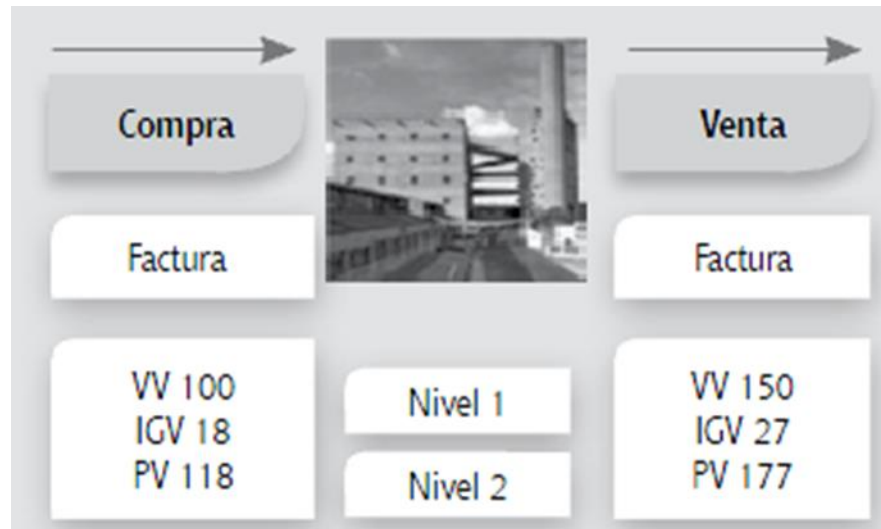 Compra
Venta
Factura
Factura
VV 100
IGV 18
PV 118
Nivel 1
Nivel 2
VV 150
IGV 27
PV 177